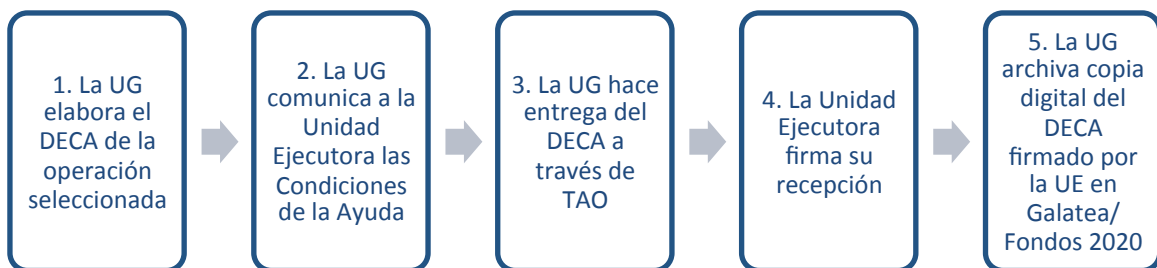 1. La UG
elabora el
DECA de la
operación
seleccionada
2. La UG
comunica a la
Unidad
Ejecutora las
Condiciones
de la Ayuda
3. La UG hace
entrega del
DECA a
través de
TAO
4. La Unidad
Ejecutora
firma su
recepción
5. La UG
archiva copia
digital del
DECA
firmado por
la UE en
Galatea/
Fondos 2020